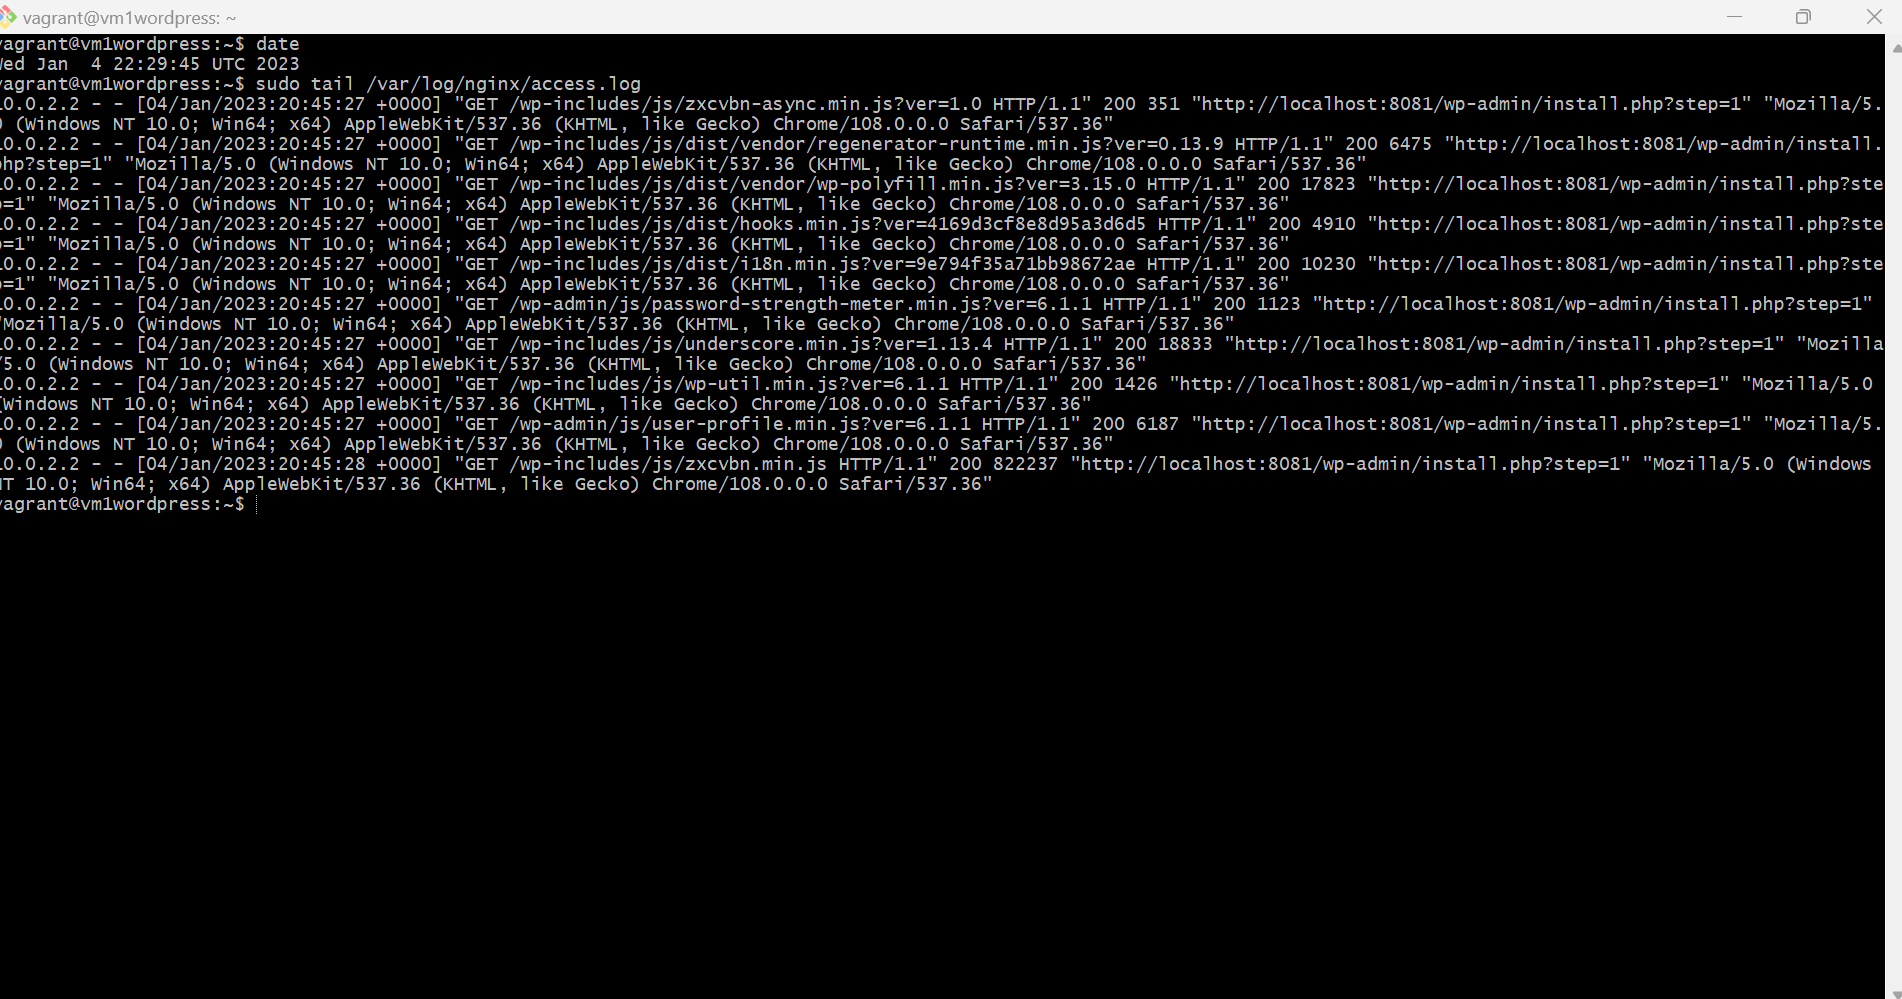 vagrant@vm1wordpress: ~
vagrant@vm1wordpress:~$ date
Wed Jan  4 22:29:45 UTC 2023
vagrant@vm1wordpress:~$ sudo tail /var/log/nginx/access.log
10.0.2.2 - - [04/Jan/2023:20:45:27 +0000] "GET /wp-includes/js/zxcvbn-async.min.js?ver=1.0 HTTP/1.1" 200 351 "http://localhost:8081/wp-admin/install.php?step=1" "Mozilla/5.
0 (Windows NT 10.0; Win64; x64) AppleWebKit/537.36 (KHTML, like Gecko) Chrome/108.0.0.0 Safari/537.36"
10.0.2.2 - - [04/Jan/2023:20:45:27 +0000] "GET /wp-includes/js/dist/vendor/regenerator-runtime.min.js?ver=0.13.9 HTTP/1.1" 200 6475 "http://localhost:8081/wp-admin/install.
php?step=1" "Mozilla/5.0 (Windows NT 10.0; Win64; x64) AppleWebKit/537.36 (KHTML, like Gecko) Chrome/108.0.0.0 Safari/537.36"
10.0.2.2 - - [04/Jan/2023:20:45:27 +0000] "GET /wp-includes/js/dist/vendor/wp-polyfill.min.js?ver=3.15.0 HTTP/1.1" 200 17823 "http://localhost:8081/wp-admin/install.php?ste
p=1" "Mozilla/5.0 (Windows NT 10.0; Win64; x64) AppleWebKit/537.36 (KHTML, like Gecko) Chrome/108.0.0.0 Safari/537.36"
10.0.2.2 - - [04/Jan/2023:20:45:27 +0000] "GET /wp-includes/js/dist/hooks.min.js?ver=4169d3cf8e8d95a3d6d5 HTTP/1.1" 200 4910 "http://localhost:8081/wp-admin/install.php?ste
p=1" "Mozilla/5.0 (Windows NT 10.0; Win64; x64) AppleWebKit/537.36 (KHTML, like Gecko) Chrome/108.0.0.0 Safari/537.36"
10.0.2.2 - - [04/Jan/2023:20:45:27 +0000] "GET /wp-includes/js/dist/i18n.min.js?ver=9e794f35a71bb98672ae HTTP/1.1" 200 10230 "http://localhost:8081/wp-admin/install.php?ste
p=1" "Mozilla/5.0 (Windows NT 10.0; Win64; x64) AppleWebKit/537.36 (KHTML, like Gecko) Chrome/108.0.0.0 Safari/537.36"
10.0.2.2 - - [04/Jan/2023:20:45:27 +0000] "GET /wp-admin/js/password-strength-meter.min.js?ver=6.1.1 HTTP/1.1" 200 1123 "http://localhost:8081/wp-admin/install.php?step=1"
"Mozilla/5.0 (Windows NT 10.0; Win64; x64) AppleWebKit/537.36 (KHTML, like Gecko) Chrome/108.0.0.0 Safari/537.36"
10.0.2.2 - - [04/Jan/2023:20:45:27 +0000] "GET /wp-includes/js/underscore.min.js?ver=1.13.4 HTTP/1.1" 200 18833 "http://localhost:8081/wp-admin/install.php?step=1" "Mozilla
/5.0 (Windows NT 10.0; Win64; x64) AppleWebKit/537.36 (KHTML, like Gecko) Chrome/108.0.0.0 Safari/537.36"
10.0.2.2 - - [04/Jan/2023:20:45:27 +0000] "GET /wp-includes/js/wp-util.min.js?ver=6.1.1 HTTP/1.1" 200 1426 "http://localhost:8081/wp-admin/install.php?step=1" "Mozilla/5.0
(Windows NT 10.0; Win64; x64) AppleWebKit/537.36 (KHTML, like Gecko) Chrome/108.0.0.0 Safari/537.36"
10.0.2.2 - - [04/Jan/2023:20:45:27 +0000] "GET /wp-admin/js/user-profile.min.js?ver=6.1.1 HTTP/1.1" 200 6187 "http://localhost:8081/wp-admin/install.php?step=1" "Mozilla/5.
0 (Windows NT 10.0; Win64; x64) AppleWebKit/537.36 (KHTML, like Gecko) Chrome/108.0.0.0 Safari/537.36"
10.0.2.2 - - [04/Jan/2023:20:45:28 +0000] "GET /wp-includes/js/zxcvbn.min.js HTTP/1.1" 200 822237 "http://localhost:8081/wp-admin/install.php?step=1" "Mozilla/5.0 (Windows
NT 10.0; Win64; x64) AppleWebKit/537.36 (KHTML, like Gecko) Chrome/108.0.0.0 Safari/537.36"
vagrant@vm1wordpress:~$